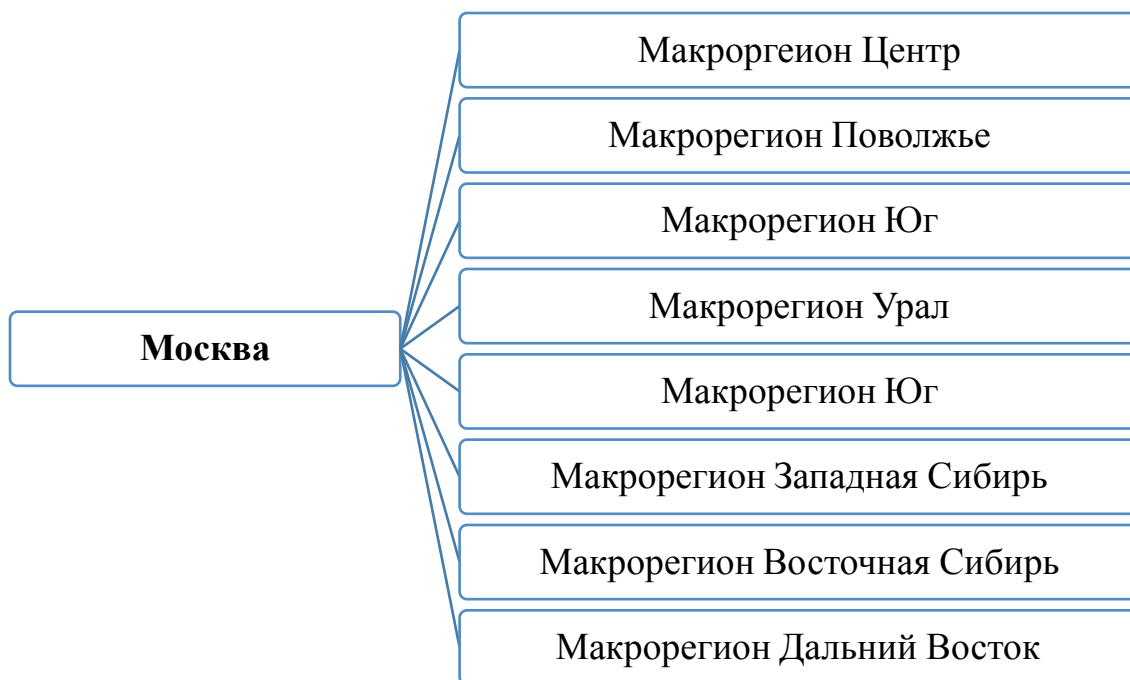 Макроргеион Центр
Макрорегион Поволжье
Макрорегион Юг
Макрорегион Урал
Москва
Макрорегион Юг
Макрорегион Западная Сибирь
Макрорегион Восточная Сибирь
Макрорегион Дальний Восток